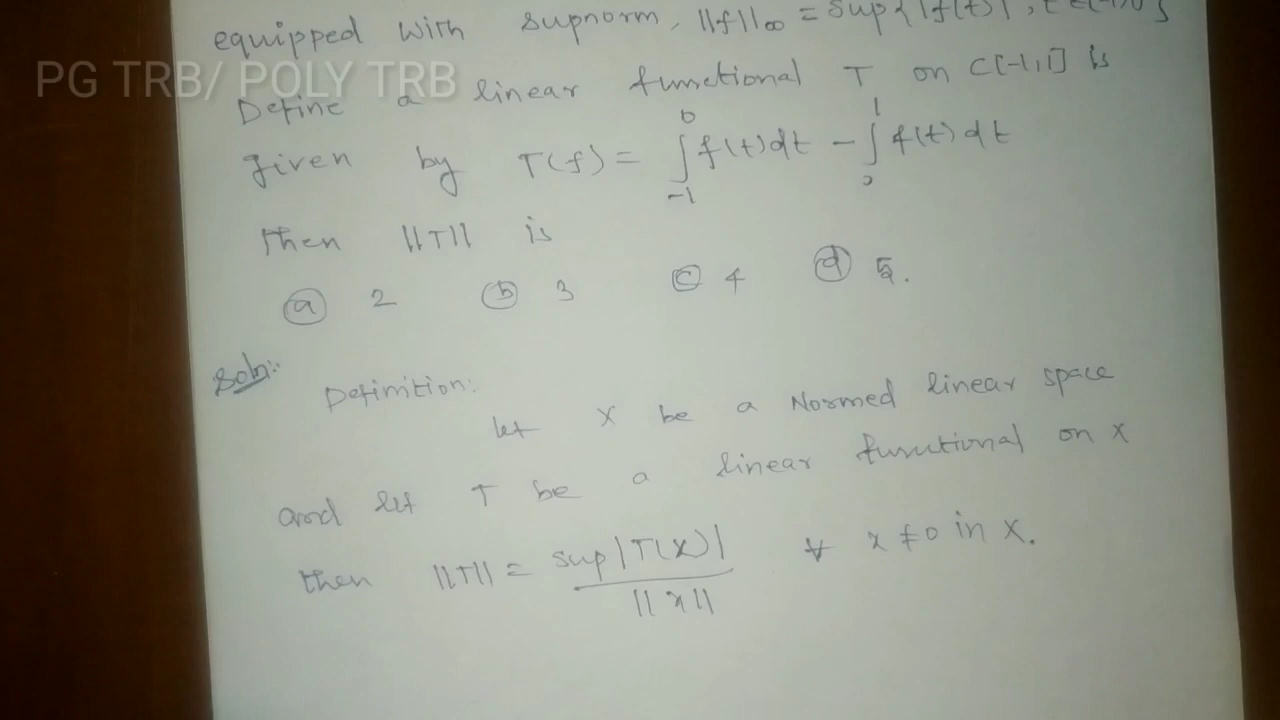 equipped with supnorm, ||f||∞ = sup{|f(t)|, t ∈
PG TRB/ POLY TRB
Define a linear functional T on C[-1,1] is
given by T(f) = ∫_{-1}^{0} f(t)dt - ∫_{0}^{1} f(t)dt
then ||T|| is
ⓐ 2 ⓑ 3 ⓒ 4 ⓓ 5.
Soln:
Definition:
let X be a Normed linear space
and let T be a linear functional on X
then ||T|| = sup|T(x)| / ||x|| ∀ x ≠ 0 in X.